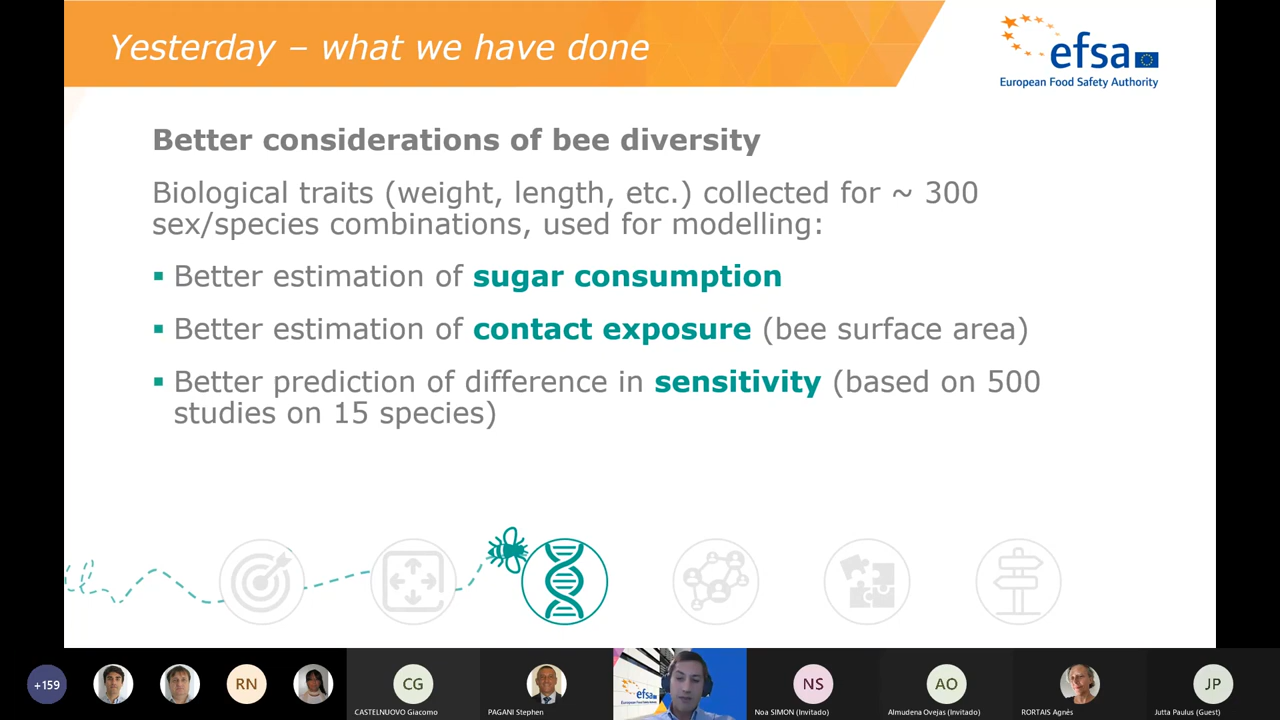 Yesterday – what we have done
efsa
European Food Safety Authority
Better considerations of bee diversity
Biological traits (weight, length, etc.) collected for ~ 300
sex/species combinations, used for modelling:
▪ Better estimation of sugar consumption
▪ Better estimation of contact exposure (bee surface area)
▪ Better prediction of difference in sensitivity (based on 500
studies on 15 species)
+159
RN
CG
efsa
NS
AO
JP
CASTELNUOVO Giacomo
PAGANI Stephen
Noa SIMON (Invitado)
Almudena Ovejas (Invitado)
RORTAIS Agnés
Jutta Paulus (Guest)